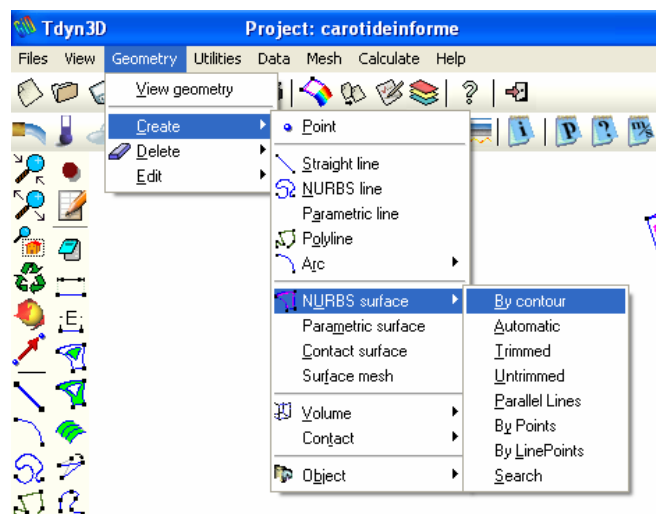 Tdyn3D Project: carotideinforme
Files View Geometry Utilities Data Mesh Calculate Help
View geometry
Create
Delete
Edit
Point
Straight line
NURBS line
Parametric line
Polyline
Arc
NURBS surface
Parametric surface
Contact surface
Surface mesh
Volume
Contact
Object
By contour
Automatic
Trimmed
Untrimmed
Parallel Lines
By Points
By LinePoints
Search
?
i P ? m/s
:E: